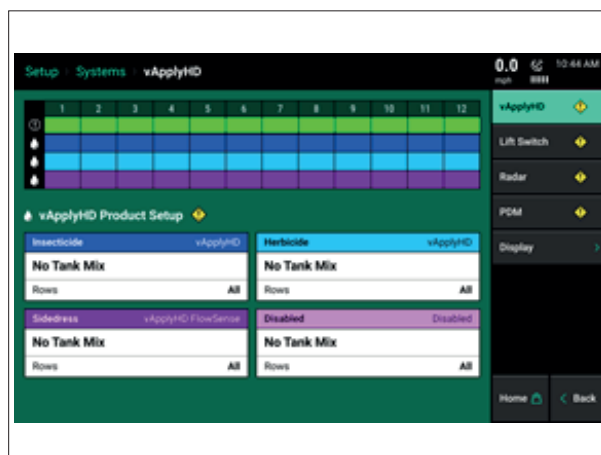 Setup Systems vApplyHD
0.0 mph 10:44 AM
1 2 3 4 5 6 7 8 9 10 11 12
vApplyHD
Lift Switch
Radar
PDM
Display
vApplyHD Product Setup
Insecticide vApplyHD
No Tank Mix
Rows All
Herbicide vApplyHD
No Tank Mix
Rows All
Sidedress vApplyHD FlowSense
No Tank Mix
Rows All
Disabled Disabled
No Tank Mix
Rows All
Home Back